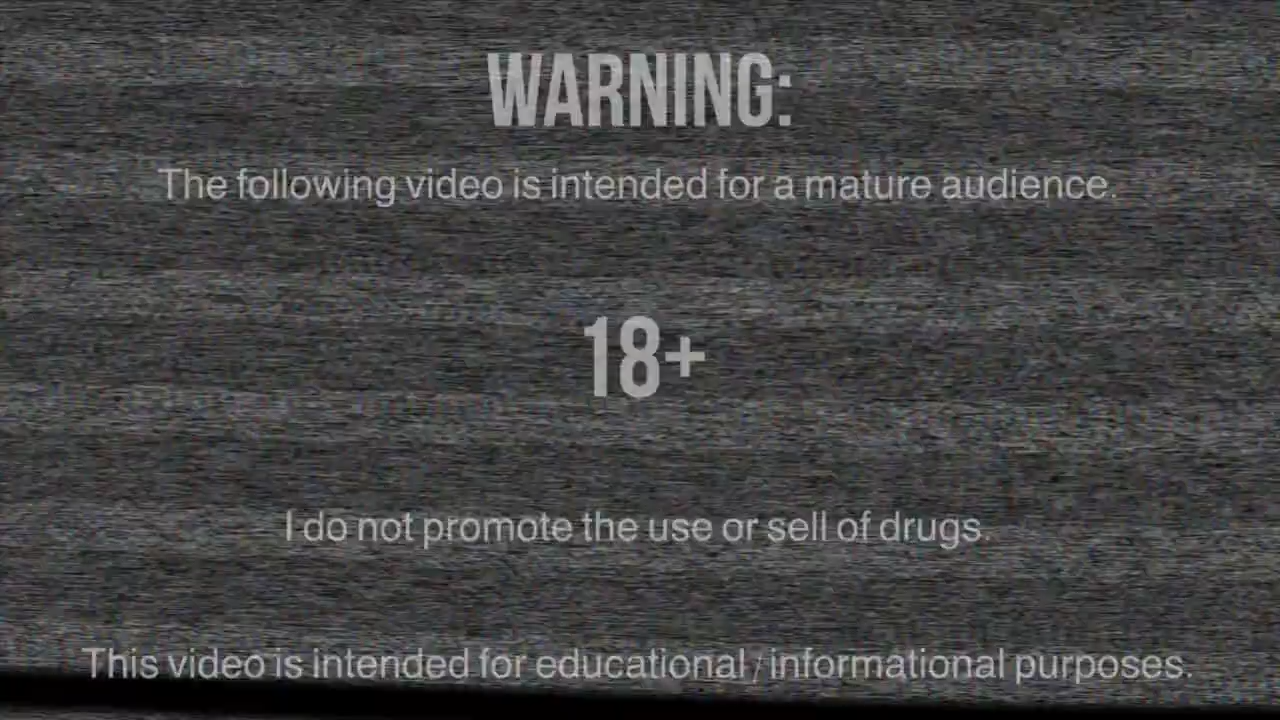 WARNING:
The following video is intended for a mature audience.
18+
I do not promote the use or sell of drugs.
This video is intended for educational / informational purposes.